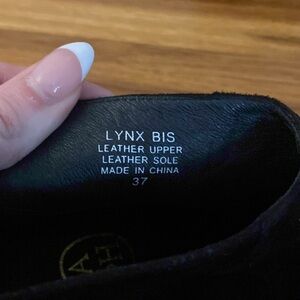 LYNX BIS
LEATHER UPPER
LEATHER SOLE
MADE IN CHINA
37
A
H